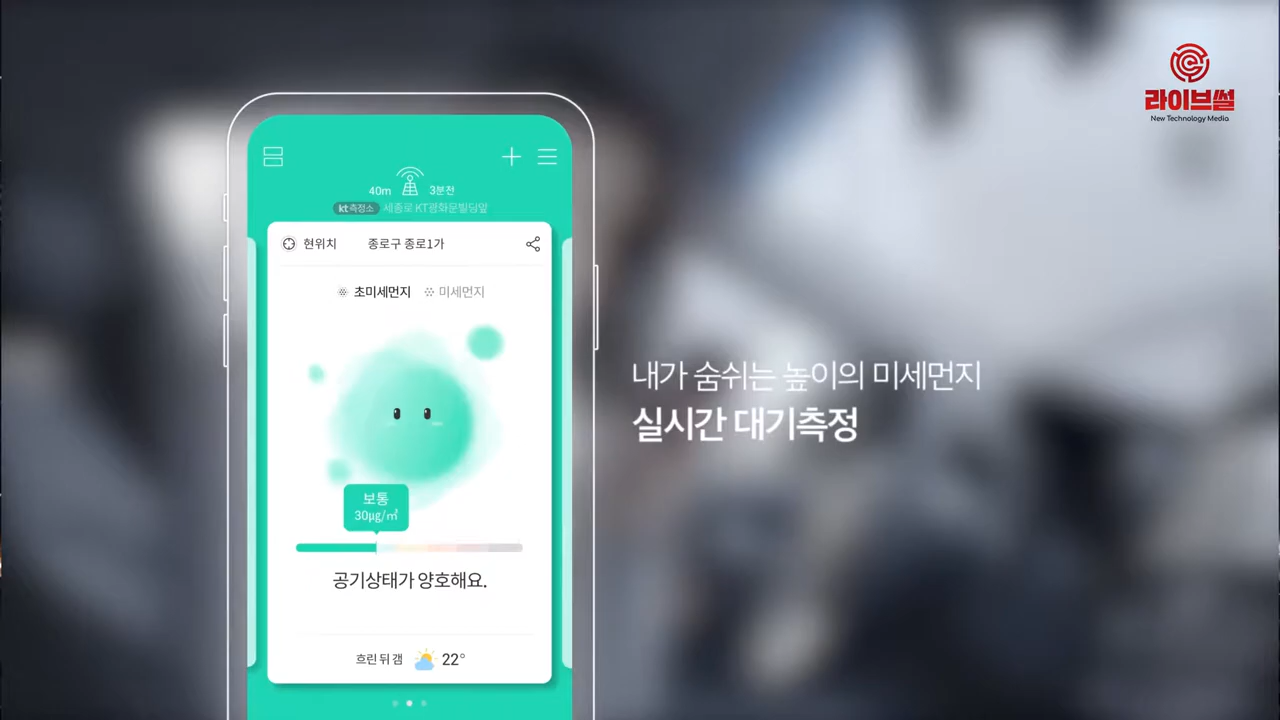 라이브썰
New Technology Media
40m 3분전
kt측정소 세종로 KT광화문빌딩앞
현위치 종로구 종로1가
초미세먼지 미세먼지
내가 숨쉬는 높이의 미세먼지
실시간 대기측정
보통
30μg/㎥
공기상태가 양호해요.
흐린 뒤 갬 22°